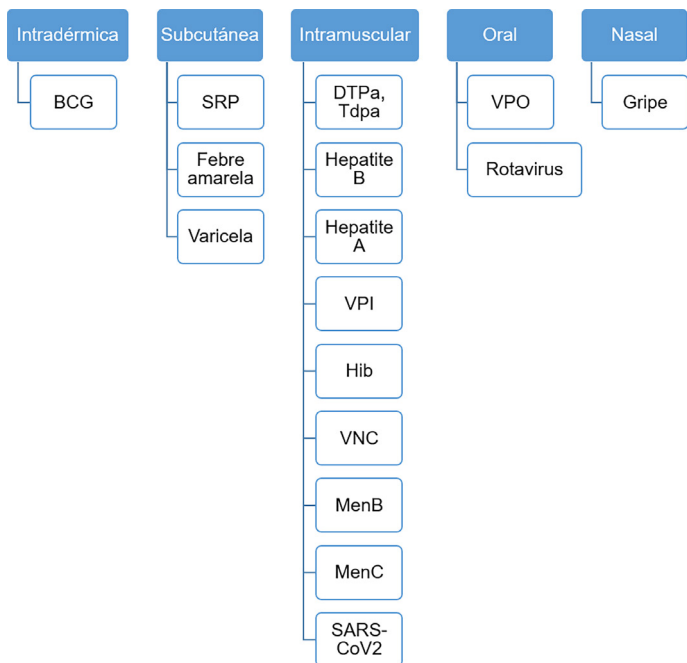 Intradérmica
BCG
Subcutánea
SRP
Febre
amarela
Varicela
Intramuscular
DTPa,
Tdpa
Hepatite
B
Hepatite
A
VPI
Hib
VNC
MenB
MenC
SARS-
CoV2
Oral
VPO
Rotavirus
Nasal
Gripe